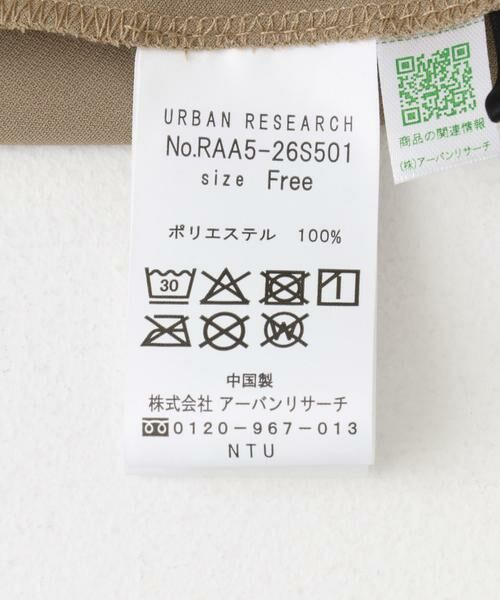 URBAN RESEARCH
No.RAA5-26S501
size Free
ポリエステル 100%
30
W
中国製
株式会社 アーバンリサーチ
0120-967-013
NTU
商品の関連情報
(株)アーバンリサーチ